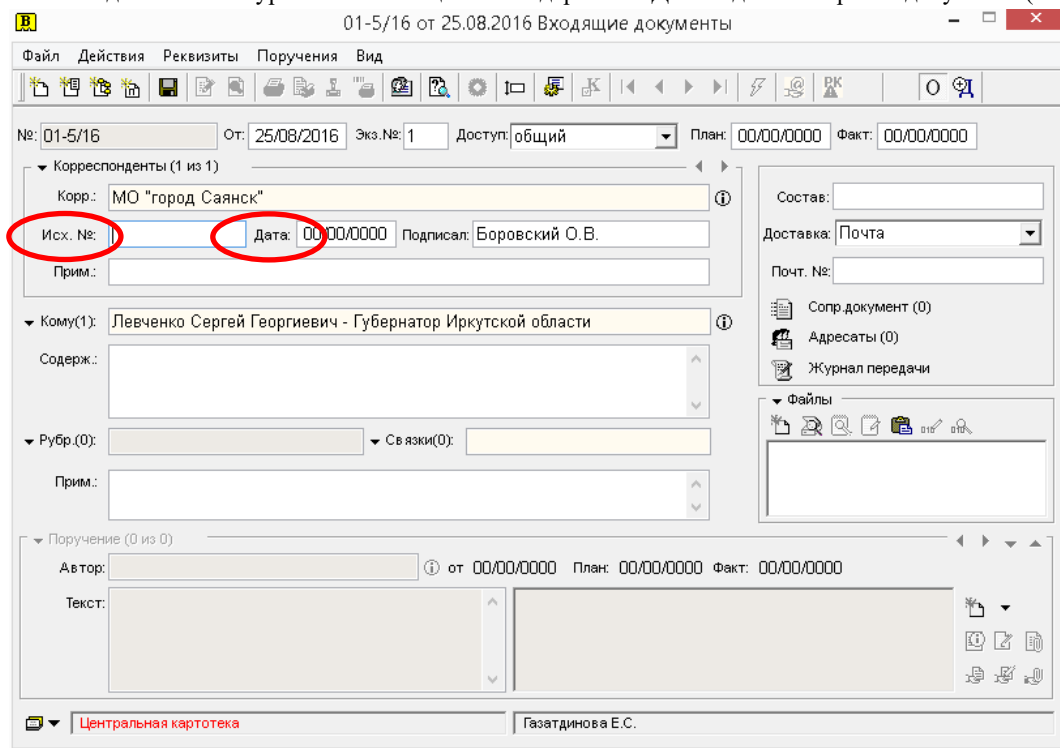 01-5/16 от 25.08.2016 Входящие документы
Файл Действия Реквизиты Поручения Вид
РК О Д
№: 01-5/16 От: 25/08/2016 Экз.№: 1 Доступ: общий План: 00/00/0000 Факт: 00/00/0000
Корреспонденты (1 из 1)
Корр.: МО "город Саянск"
Состав:
Исх. №: Дата: 00/00/0000 Подписал: Боровский О.В.
Доставка: Почта
Прим.:
Почт. №:
Сопр.документ (0)
Кому(1): Левченко Сергей Георгиевич - Губернатор Иркутской области
Адресаты (0)
Содерж.:
Журнал передачи
Файлы
Рубр.(0): Связки(0):
Прим.:
Поручение (0 из 0)
Автор: от 00/00/0000 План: 00/00/0000 Факт: 00/00/0000
Текст:
Центральная картотека Газатдинова Е.С.